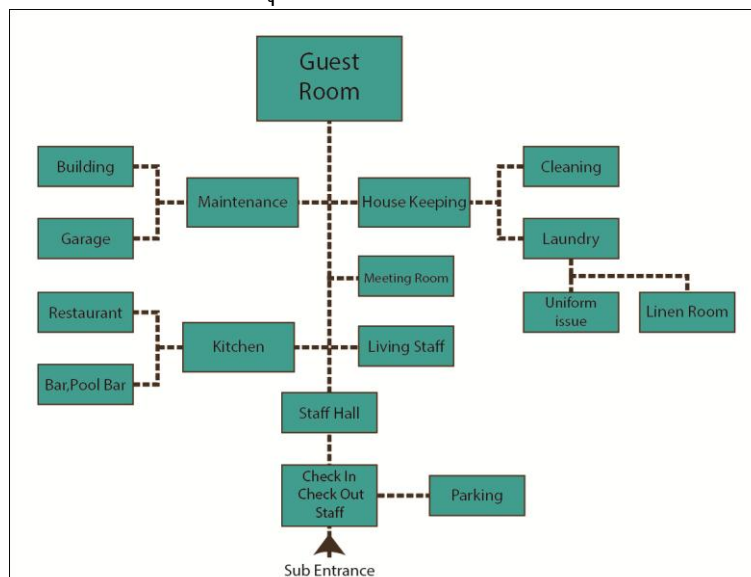 Guest
Room
Building
Cleaning
Maintenance
House Keeping
Garage
Laundry
Meeting Room
Restaurant
Uniform
issue
Linen Room
Kitchen
Living Staff
Bar,Pool Bar
Staff Hall
Check In
Check Out
Staff
Parking
Sub Entrance